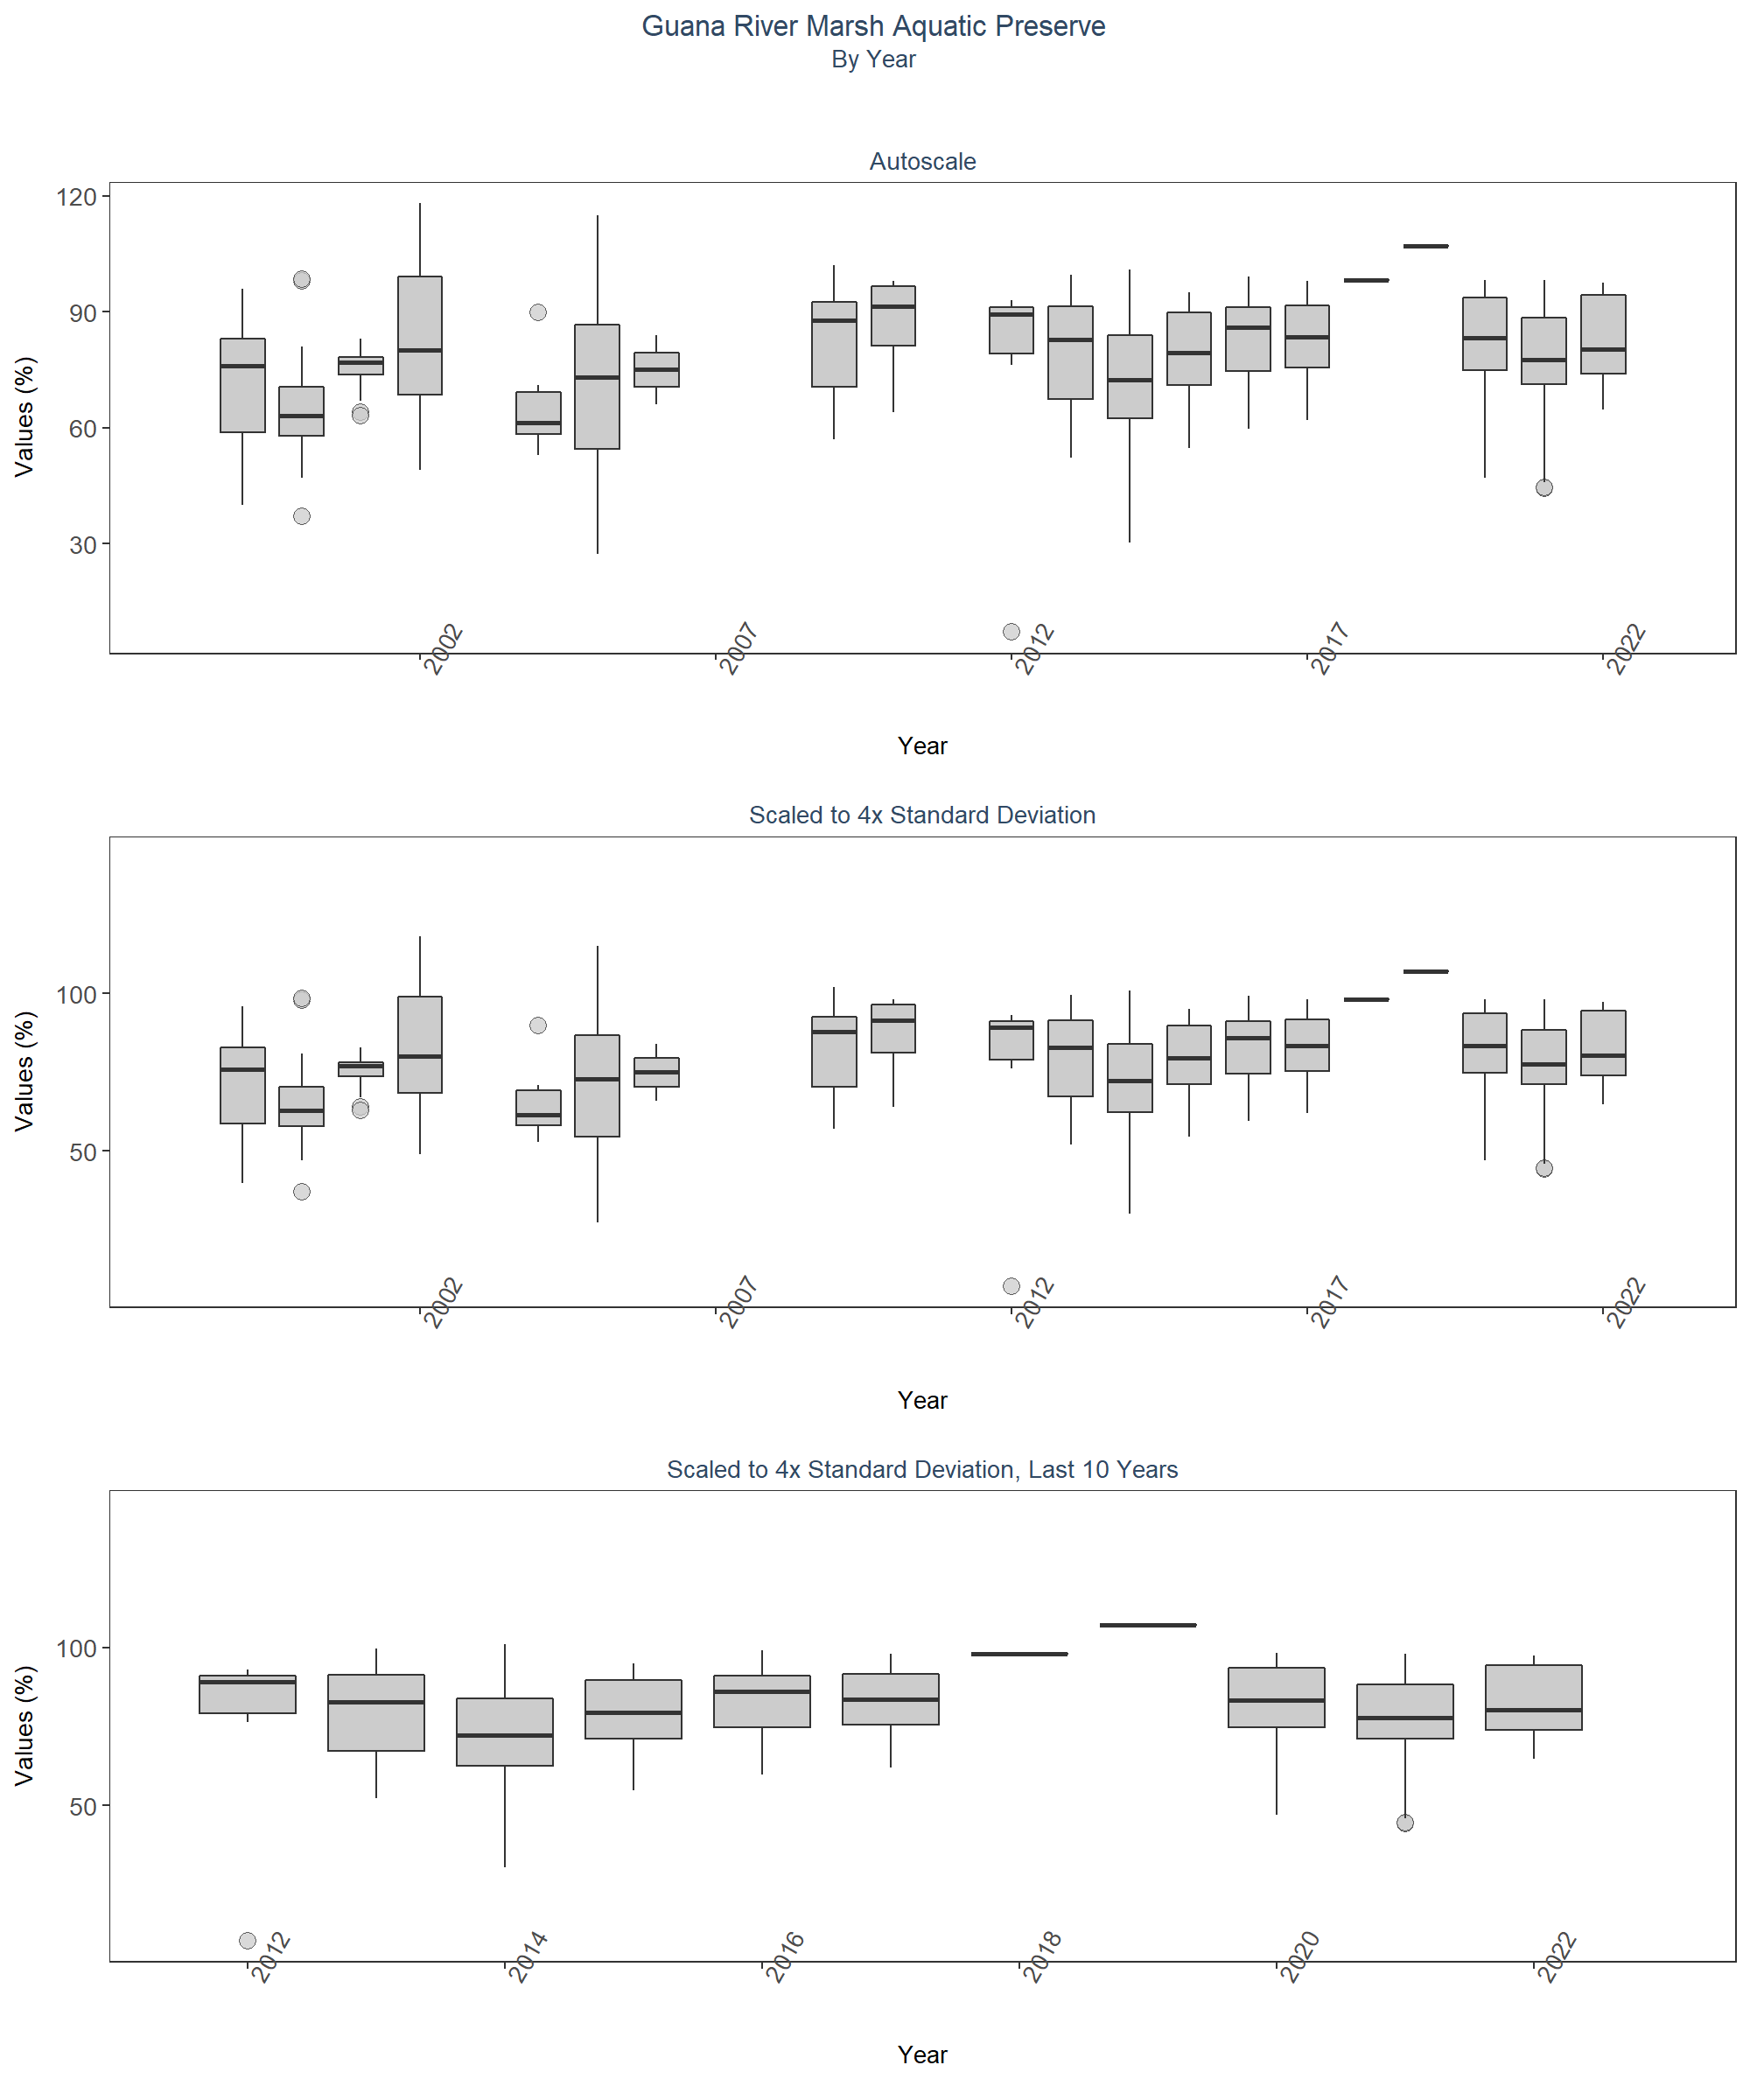 Guana River Marsh Aquatic Preserve
By Year
Autoscale
120
90
60
30
Values (%)
2002 2007 2012 2017 2022
Year
Scaled to 4x Standard Deviation
100
50
Values (%)
2002 2007 2012 2017 2022
Year
Scaled to 4x Standard Deviation, Last 10 Years
100
50
Values (%)
2012 2014 2016 2018 2020 2022
Year